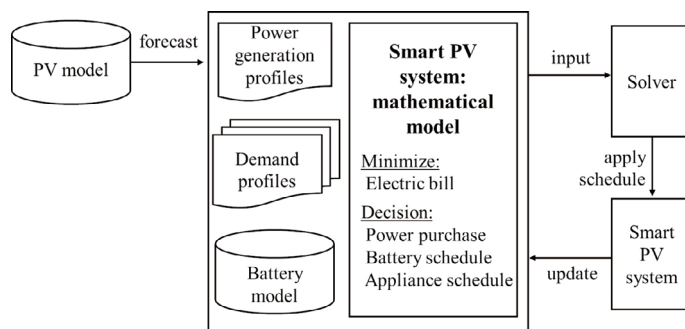 PV model
forecast
Power
generation
profiles
Demand
profiles
Battery
model
Smart PV
system:
mathematical
model
Minimize:
Electric bill
Decision:
Power purchase
Battery schedule
Appliance schedule
input
Solver
apply
schedule
Smart
PV
system
update